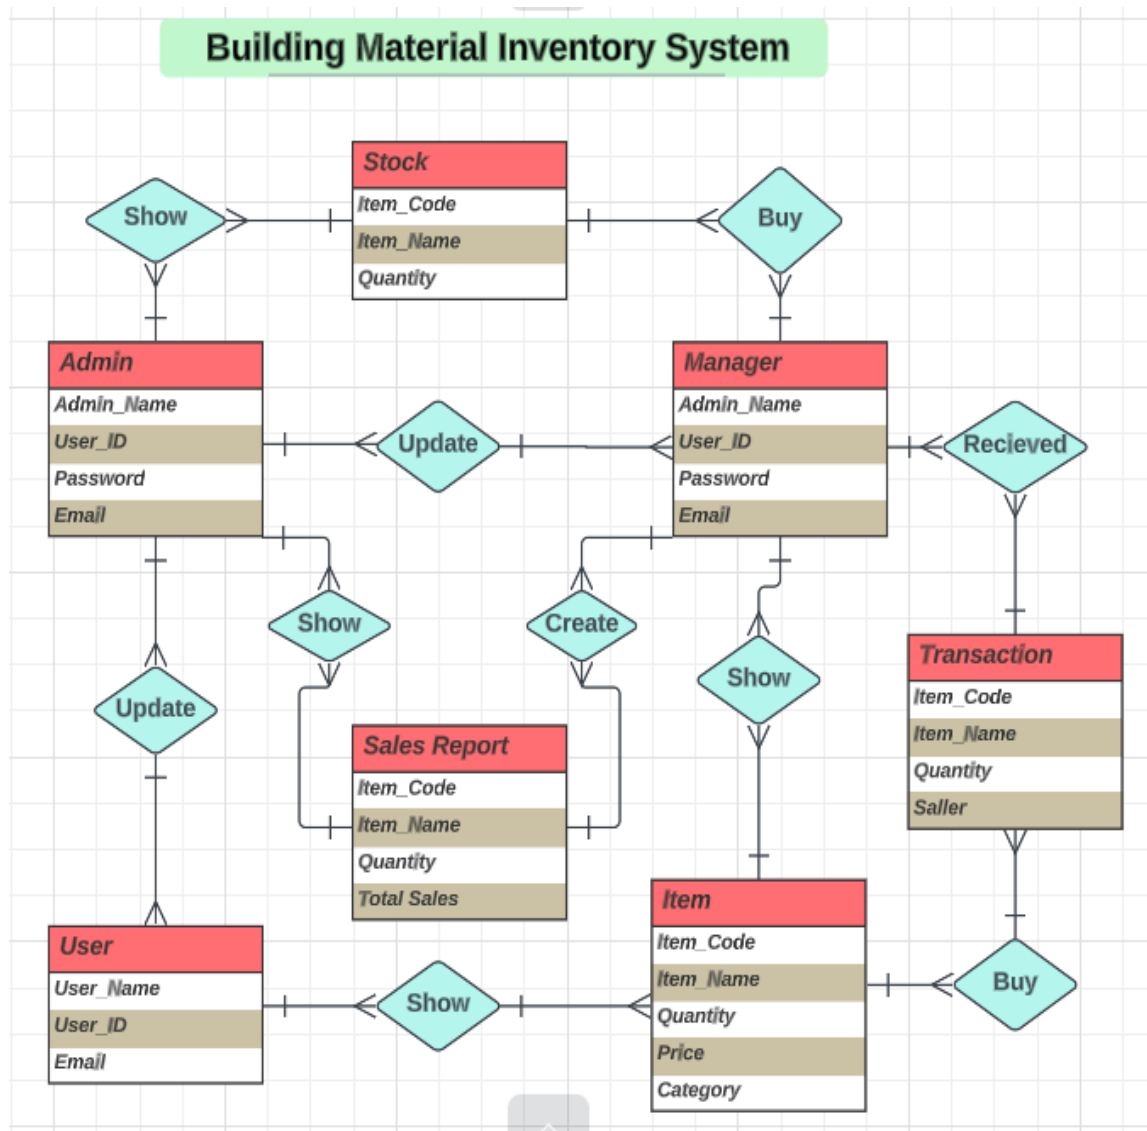 Building Material Inventory System
Stock
Item_Code
Item_Name
Quantity
Show
Buy
Admin
Admin_Name
User_ID
Password
Email
Update
Manager
Admin_Name
User_ID
Password
Email
Recieved
Show
Create
Show
Update
Transaction
Item_Code
Item_Name
Quantity
Saller
Sales Report
Item_Code
Item_Name
Quantity
Total Sales
User
User_Name
User_ID
Email
Show
Item
Item_Code
Item_Name
Quantity
Price
Category
Buy